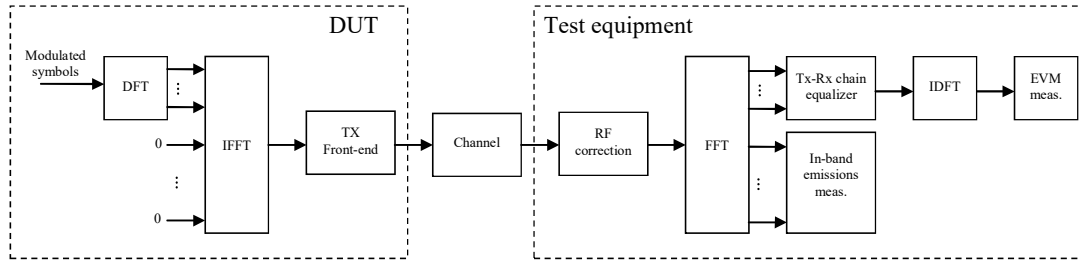 DUT
Test equipment
Modulated
symbols
DFT
...
0
...
0
IFFT
TX
Front-end
Channel
RF
correction
FFT
...
...
Tx-Rx chain
equalizer
IDFT
EVM
meas.
In-band
emissions
meas.